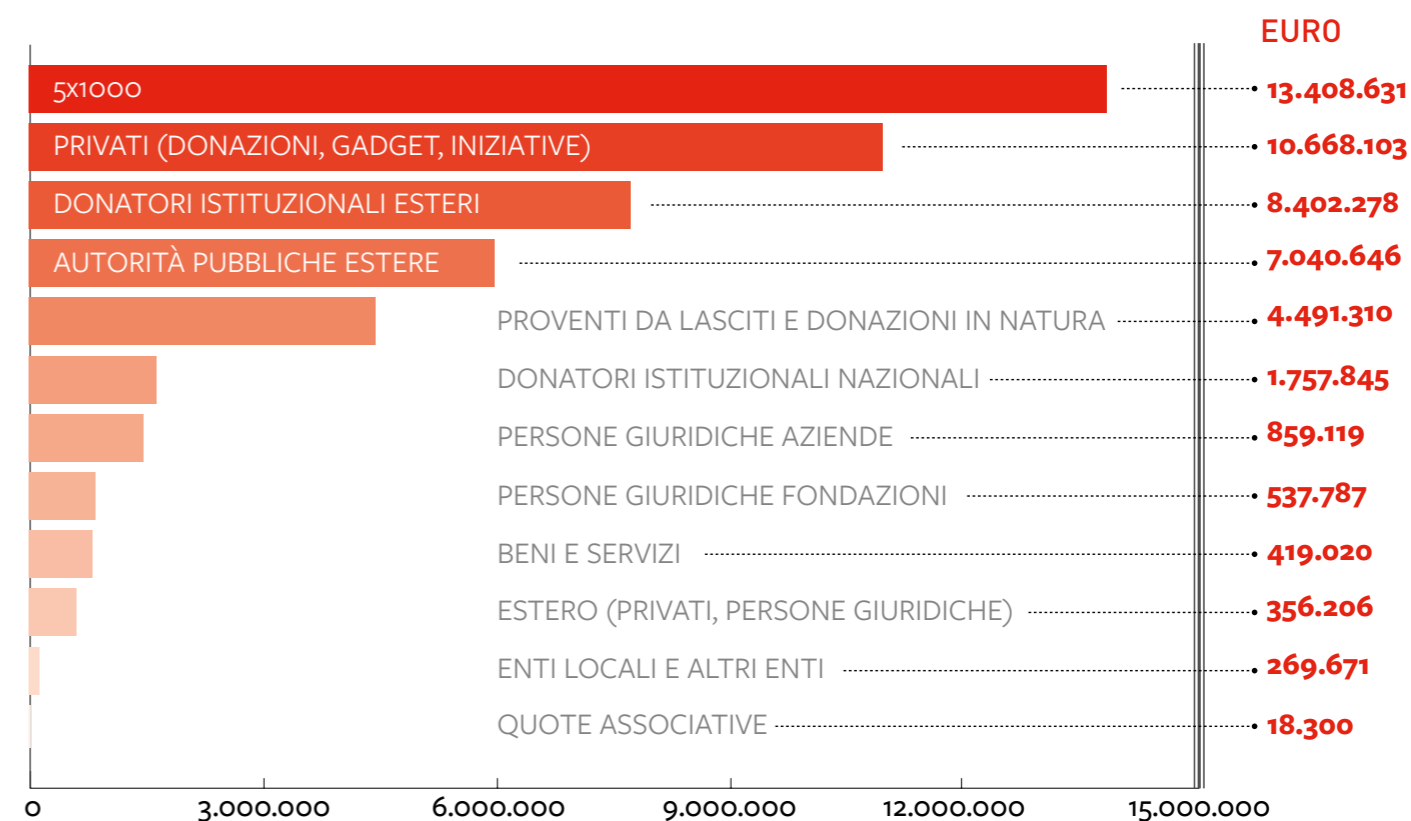 EURO
5x1000 13.408.631
PRIVATI (DONAZIONI, GADGET, INIZIATIVE) 10.668.103
DONATORI ISTITUZIONALI ESTERI 8.402.278
AUTORITÀ PUBBLICHE ESTERE 7.040.646
PROVENTI DA LASCITI E DONAZIONI IN NATURA 4.491.310
DONATORI ISTITUZIONALI NAZIONALI 1.757.845
PERSONE GIURIDICHE AZIENDE 859.119
PERSONE GIURIDICHE FONDAZIONI 537.787
BENI E SERVIZI 419.020
ESTERO (PRIVATI, PERSONE GIURIDICHE) 356.206
ENTI LOCALI E ALTRI ENTI 269.671
QUOTE ASSOCIATIVE 18.300
0 3.000.000 6.000.000 9.000.000 12.000.000 15.000.000